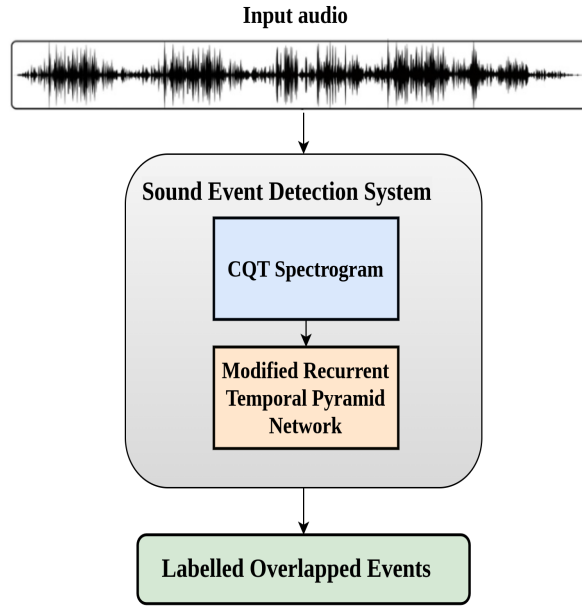 Input audio
Sound Event Detection System
CQT Spectrogram
Modified Recurrent
Temporal Pyramid
Network
Labelled Overlapped Events